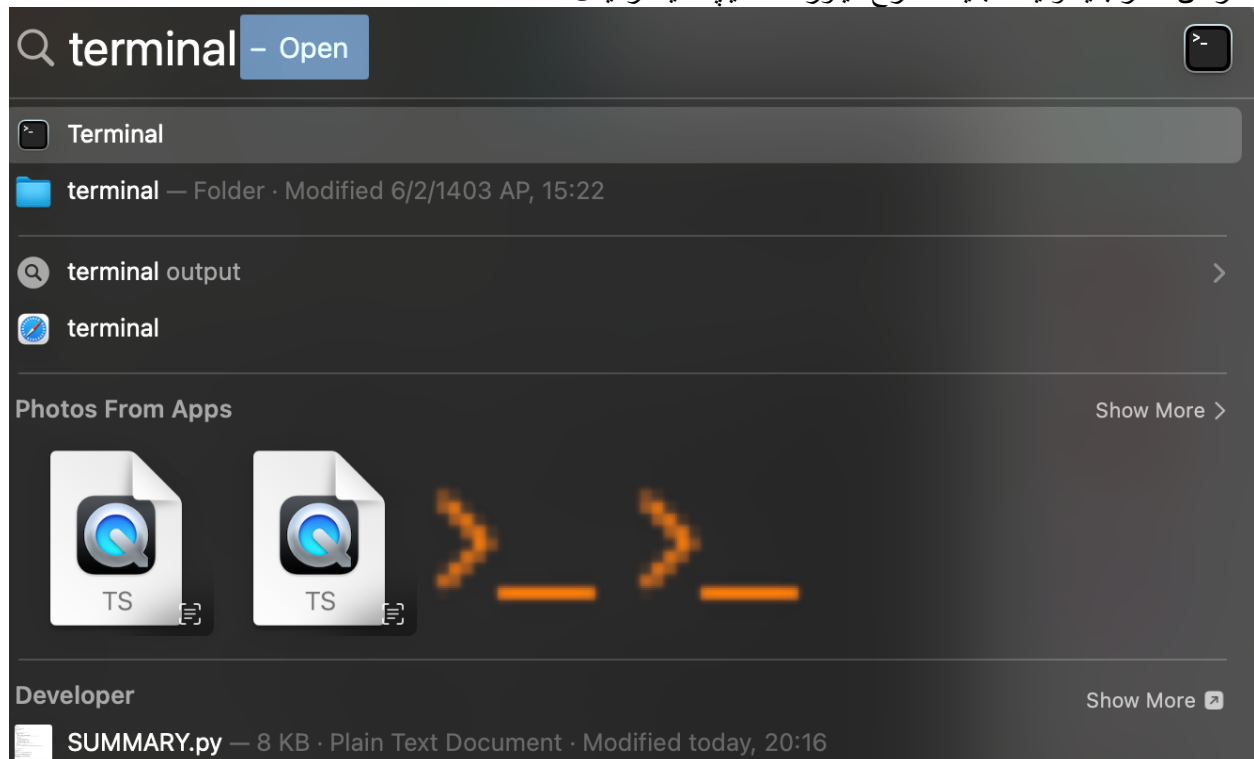 terminal – Open
Terminal
terminal — Folder · Modified 6/2/1403 AP, 15:22
terminal output
terminal
Photos From Apps
Show More
TS
TS
Developer
Show More
SUMMARY.py — 8 KB · Plain Text Document · Modified today, 20:16